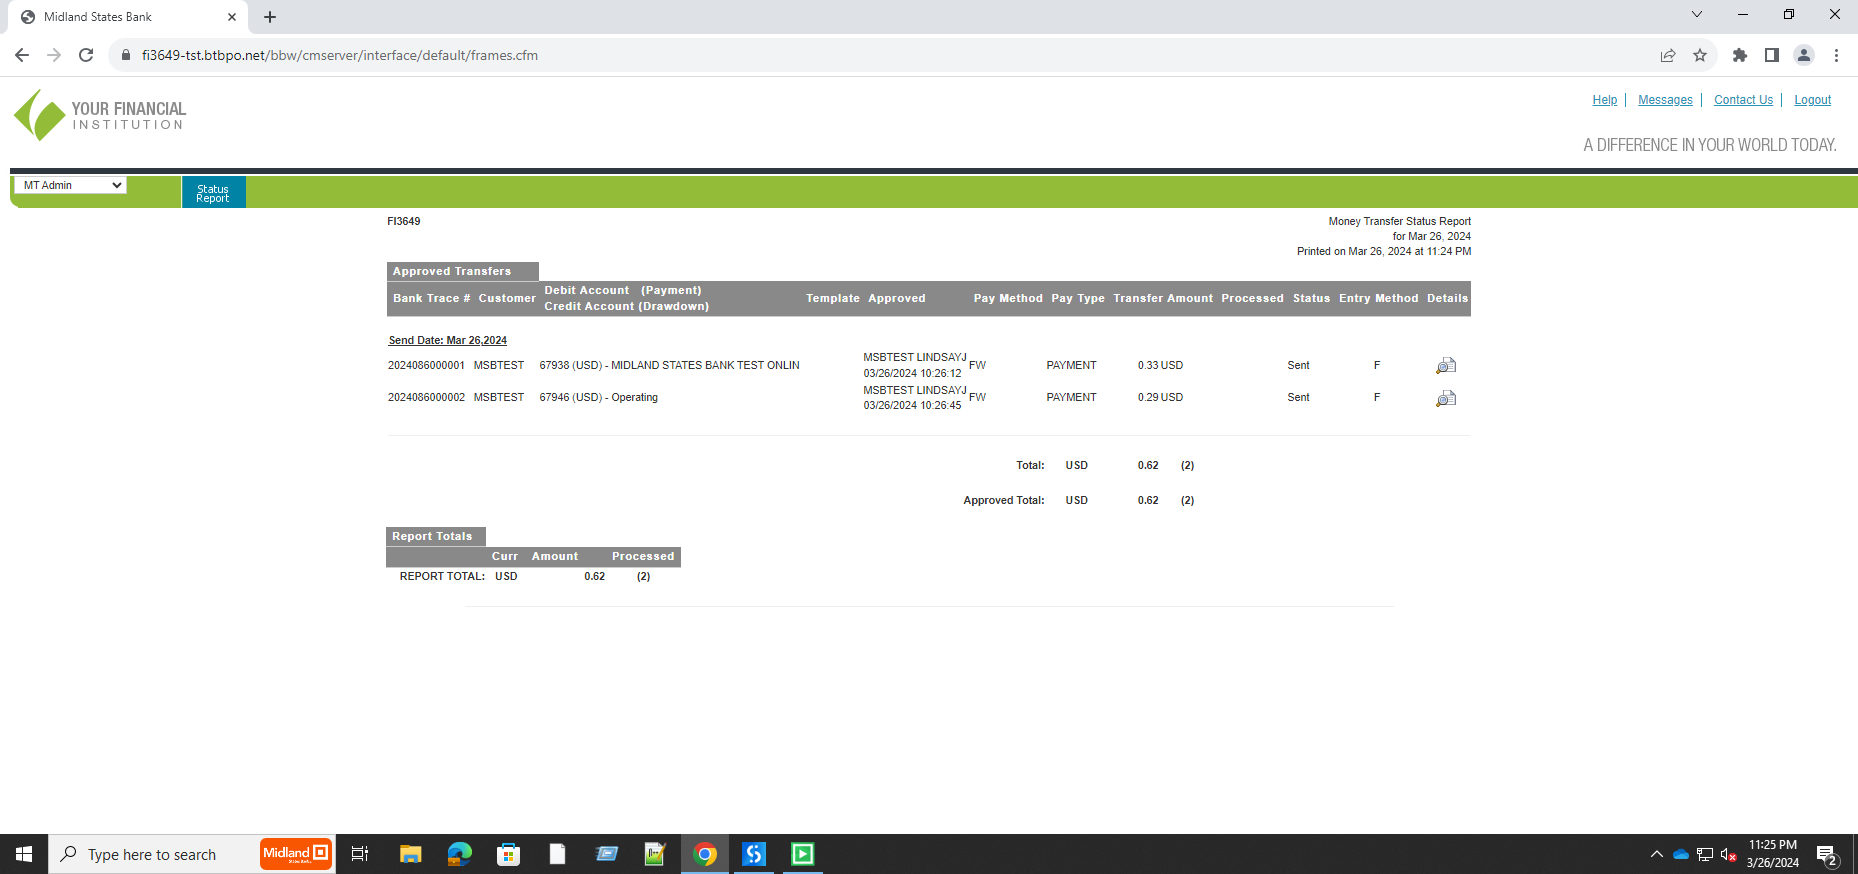 Midland States Bank
fi3649-tst.btbpo.net/bbw/cmserver/interface/default/frames.cfm
YOUR FINANCIAL
INSTITUTION
Help | Messages | Contact Us | Logout
A DIFFERENCE IN YOUR WORLD TODAY.
MT Admin
Status
Report
FI3649
Money Transfer Status Report
for Mar 26, 2024
Printed on Mar 26, 2024 at 11:24 PM
Approved Transfers
Bank Trace # Customer Debit Account (Payment) Template Approved Pay Method Pay Type Transfer Amount Processed Status Entry Method Details
Credit Account (Drawdown)
Send Date: Mar 26,2024
2024086000001 MSBTEST 67938 (USD) - MIDLAND STATES BANK TEST ONLIN MSBTEST LINDSAYJ FW PAYMENT 0.33 USD Sent F
03/26/2024 10:26:12
2024086000002 MSBTEST 67946 (USD) - Operating MSBTEST LINDSAYJ FW PAYMENT 0.29 USD Sent F
03/26/2024 10:26:45
Total: USD 0.62 (2)
Approved Total: USD 0.62 (2)
Report Totals
Curr Amount Processed
REPORT TOTAL: USD 0.62 (2)
Type here to search
Midland
11:25 PM
3/26/2024
2